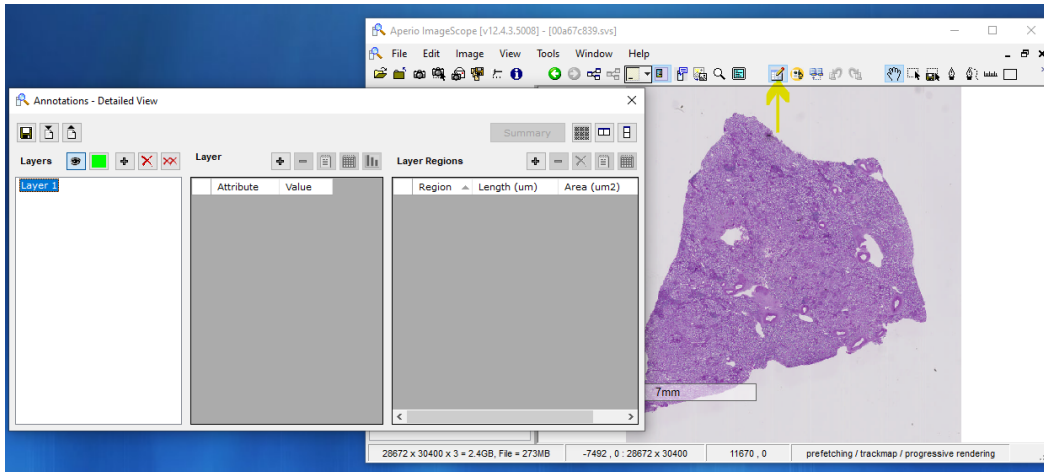 Aperio ImageScope [v12.4.3.5008] - [00a67c839.svs]
File Edit Image View Tools Window Help
Annotations - Detailed View
Summary
Layers
Layer
Layer Regions
Layer 1
Attribute Value
Region Length (um) Area (um2)
7mm
28672 x 30400 x 3 = 2.4GB, File = 273MB
-7492 , 0 : 28672 x 30400
11670 , 0
prefetching / trackmap / progressive rendering